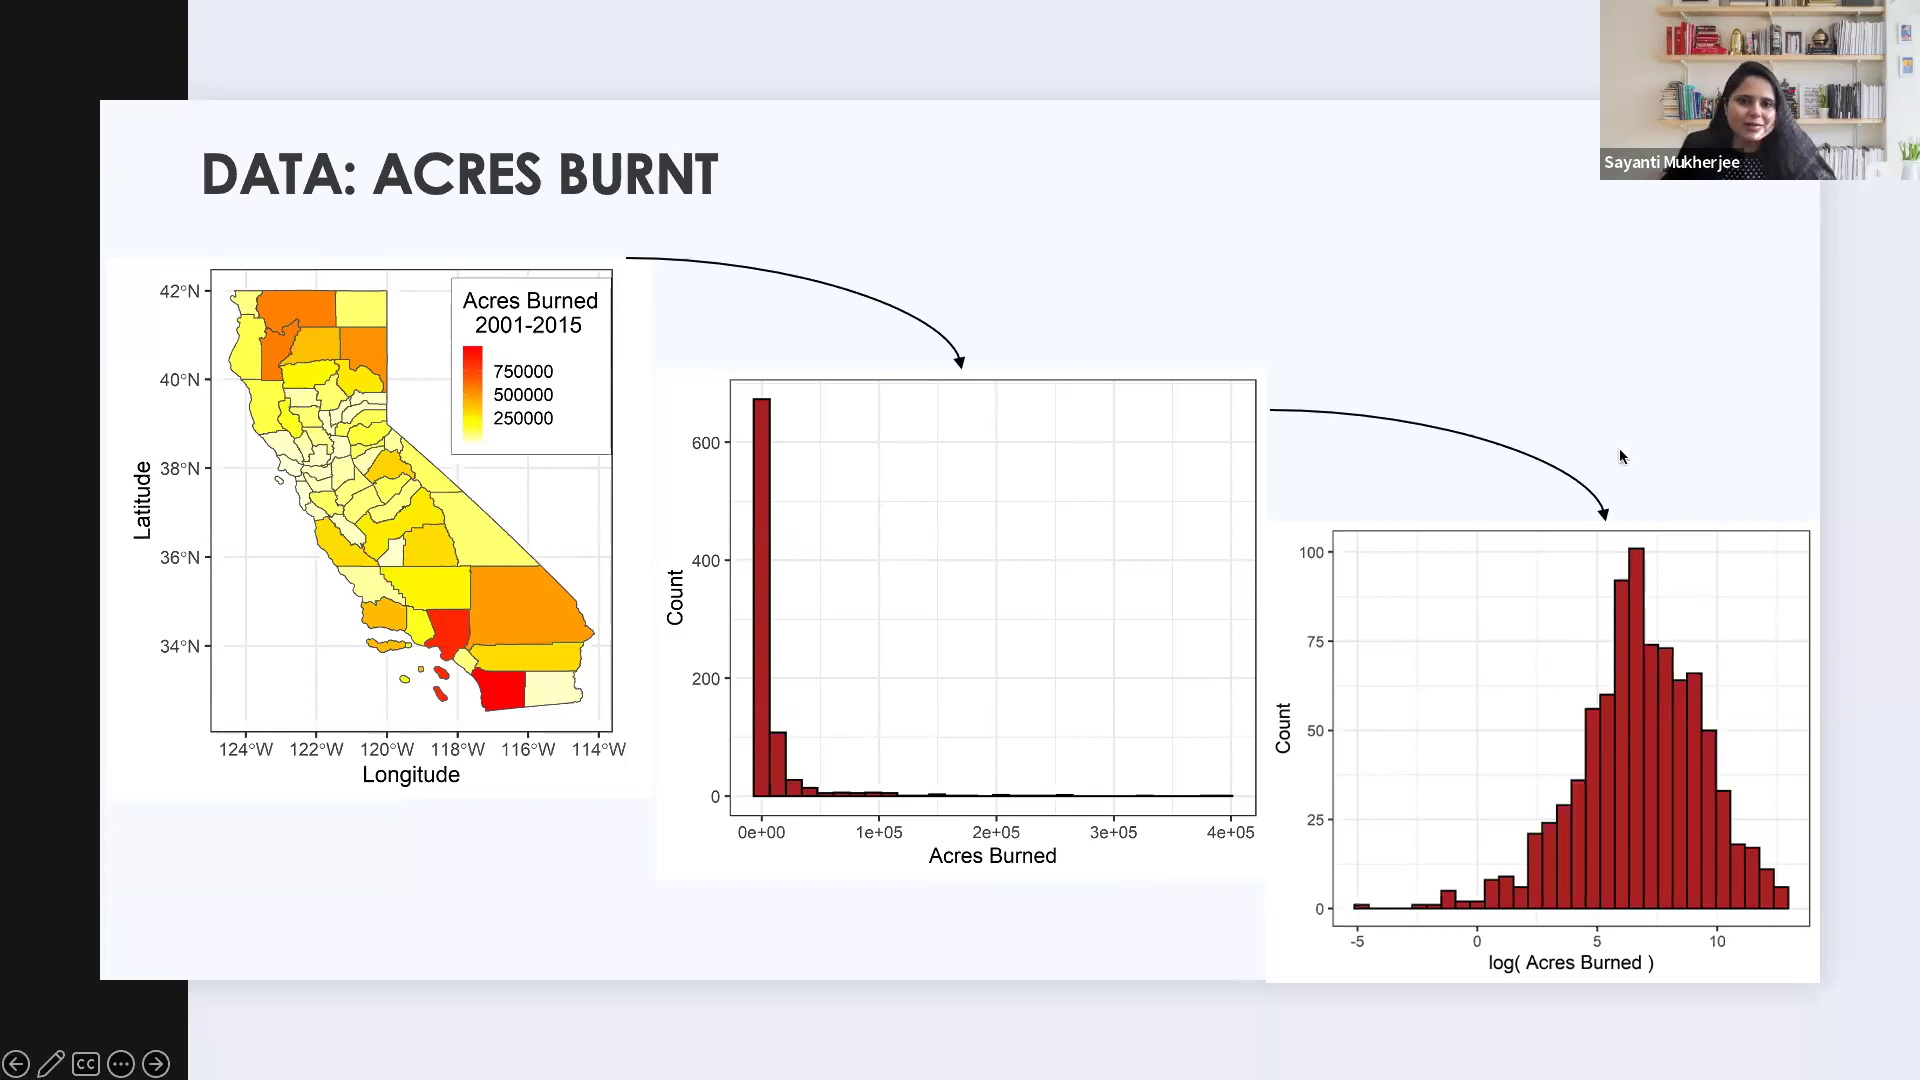 Sayanti Mukherjee
DATA: ACRES BURNT
Acres Burned
2001-2015
750000
500000
250000
42°N
40°N
38°N
36°N
34°N
Latitude
124°W 122°W 120°W 118°W 116°W 114°W
Longitude
600
400
200
0
Count
0e+00 1e+05 2e+05 3e+05 4e+05
Acres Burned
100
75
50
25
0
Count
-5 0 5 10
log( Acres Burned )
CC